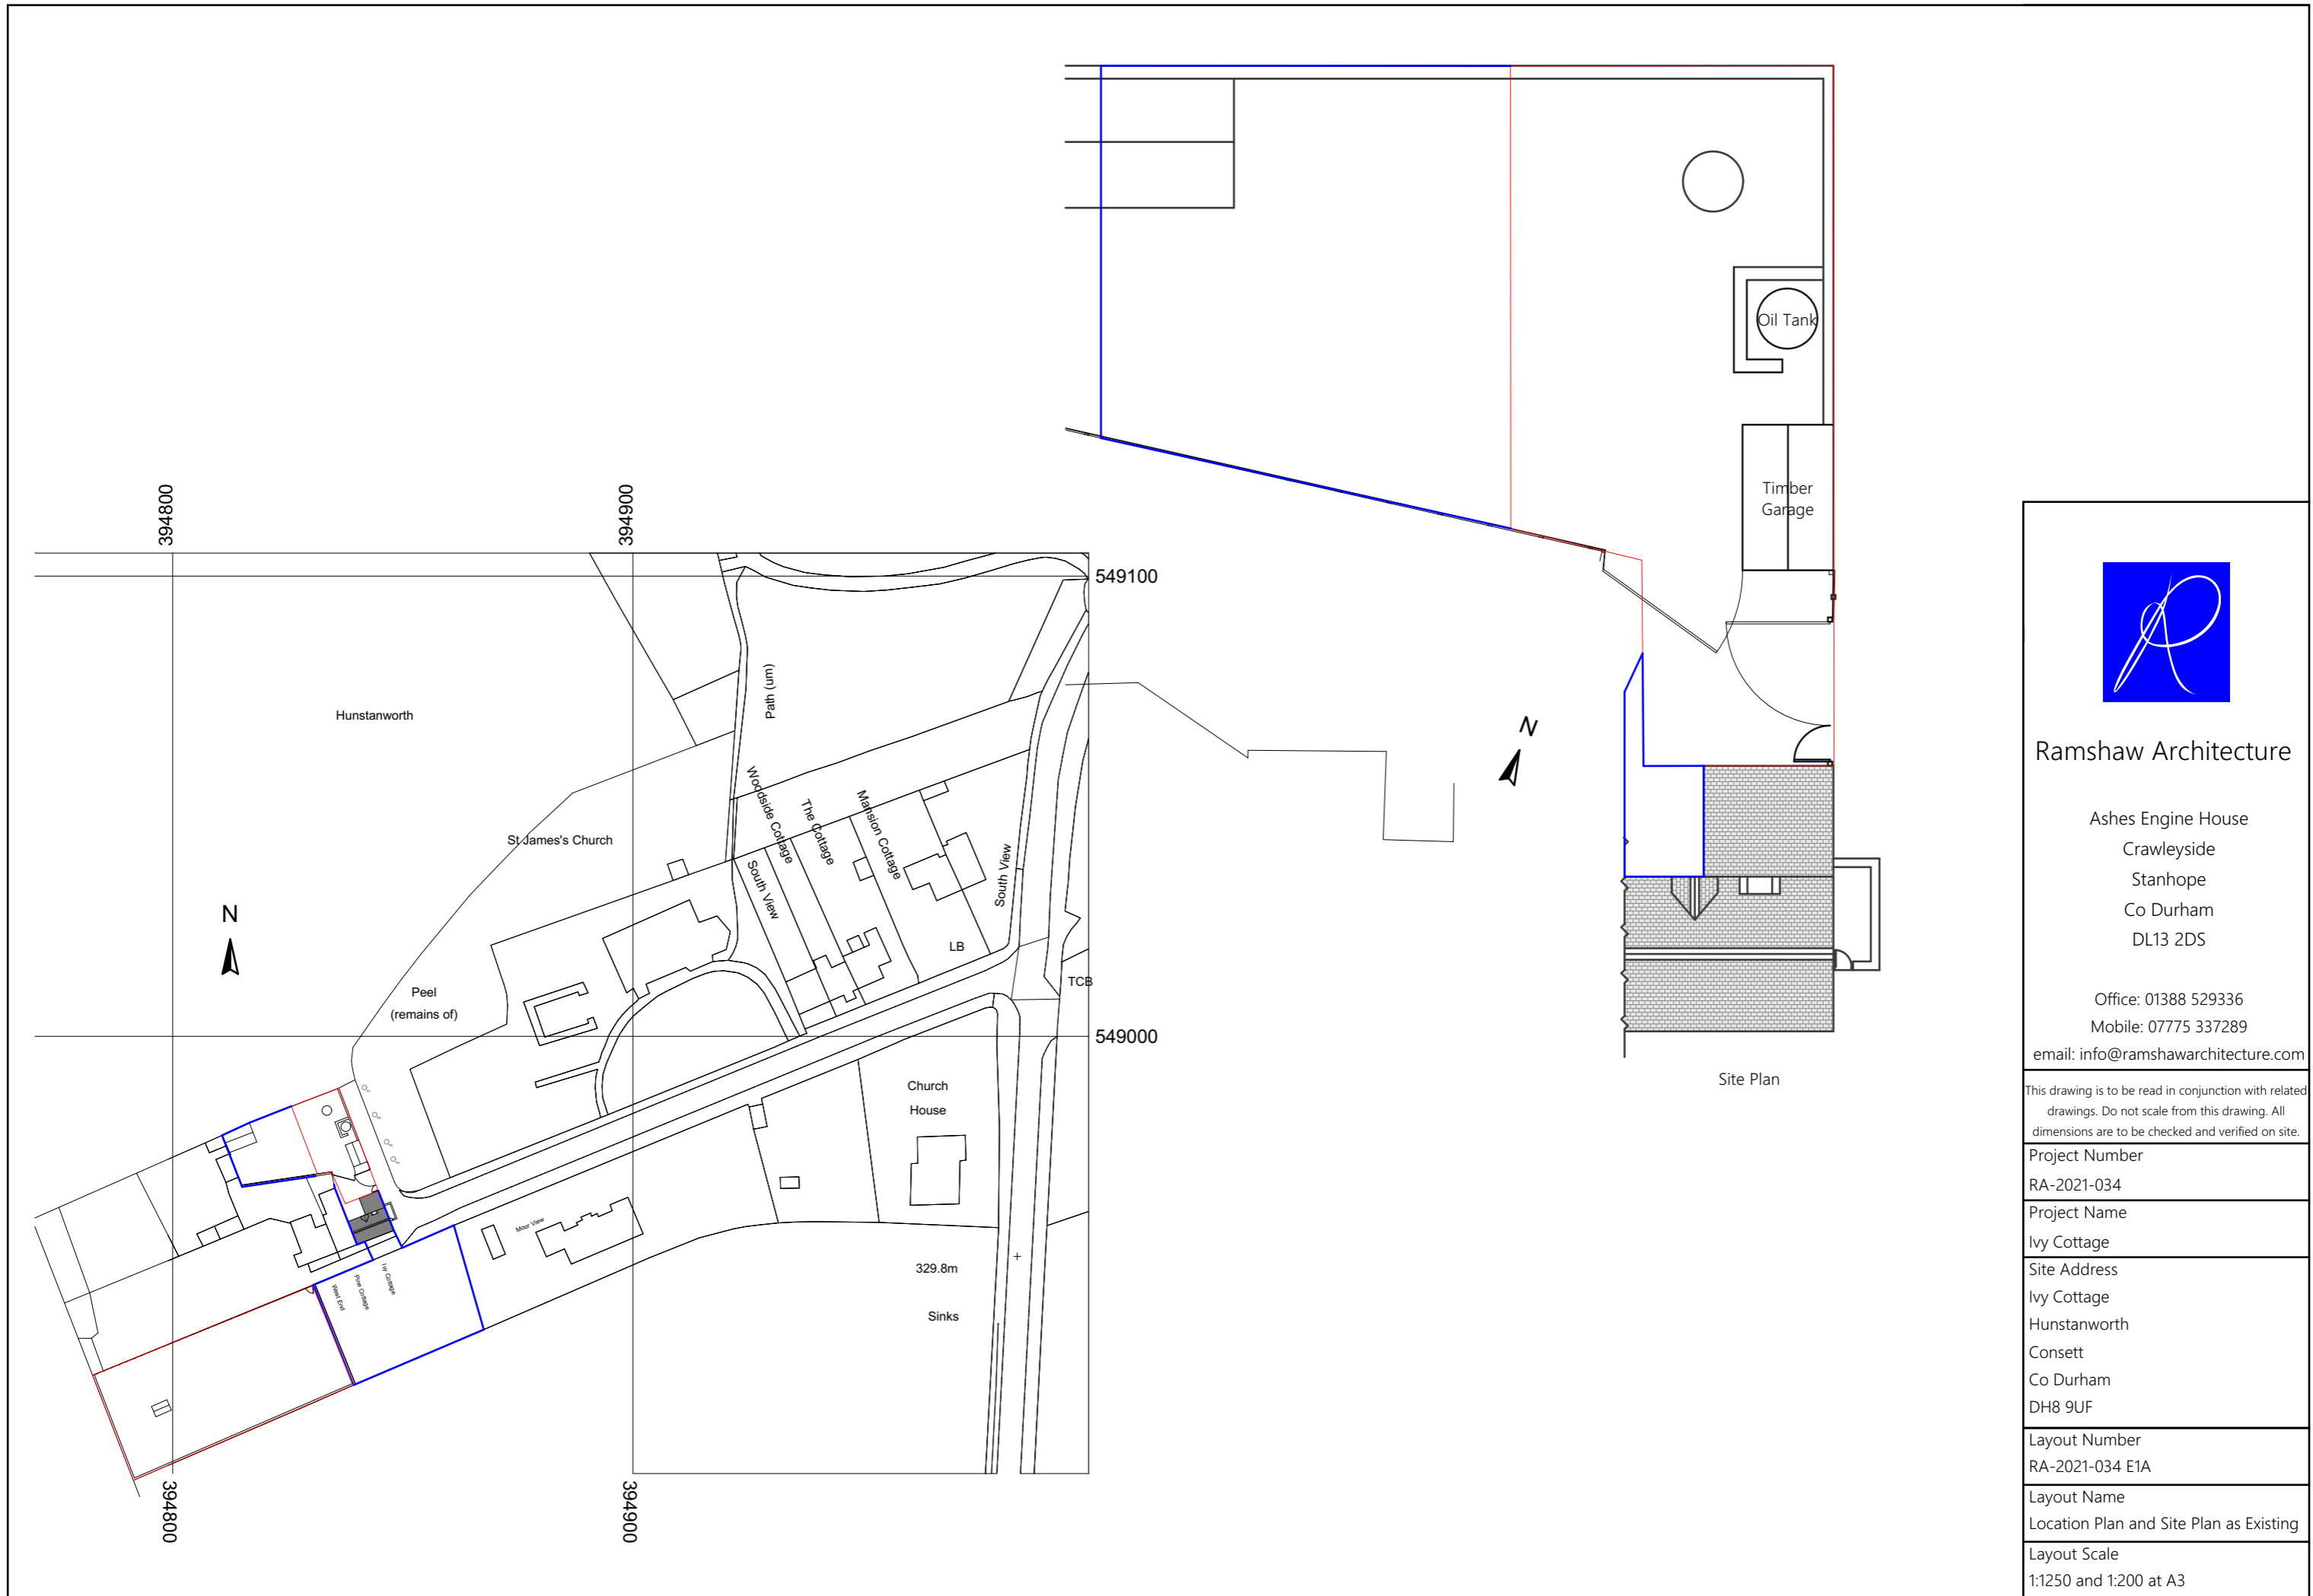 394800
394900
549100
Hunstanworth
Path (um)
Woodside Cottage
The Cottage
Mansion Cottage
St James's Church
South View
South View
N
LB
TCB
Peel
(remains of)
549000
Church
House
Moor View
Ivy Cottage
Pine Cottage
West End
329.8m
Sinks
394800
394900
Oil Tank
Timber
Garage
N
Site Plan
Ramshaw Architecture
Ashes Engine House
Crawleyside
Stanhope
Co Durham
DL13 2DS
Office: 01388 529336
Mobile: 07775 337289
email: info@ramshawarchitecture.com
This drawing is to be read in conjunction with related
drawings. Do not scale from this drawing. All
dimensions are to be checked and verified on site.
Project Number
RA-2021-034
Project Name
Ivy Cottage
Site Address
Ivy Cottage
Hunstanworth
Consett
Co Durham
DH8 9UF
Layout Number
RA-2021-034 E1A
Layout Name
Location Plan and Site Plan as Existing
Layout Scale
1:1250 and 1:200 at A3